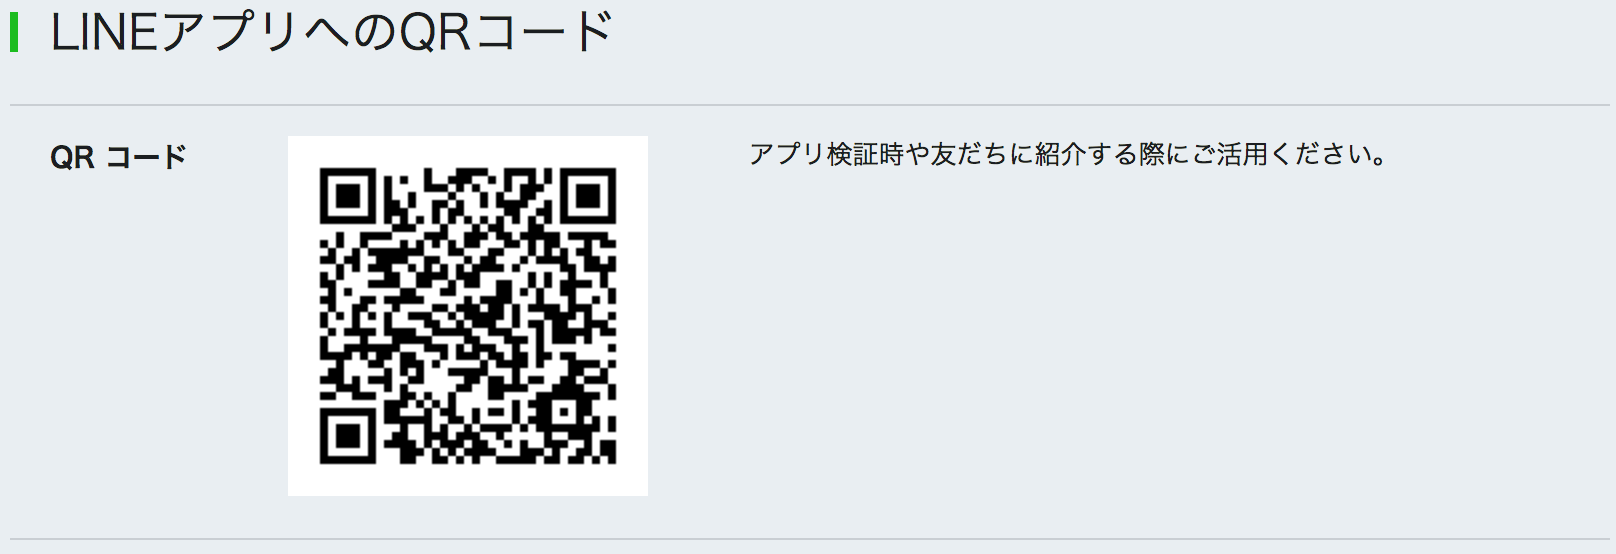 LINEアプリへのQRコード
QR コード
アプリ検証時や友だちに紹介する際にご活用ください。